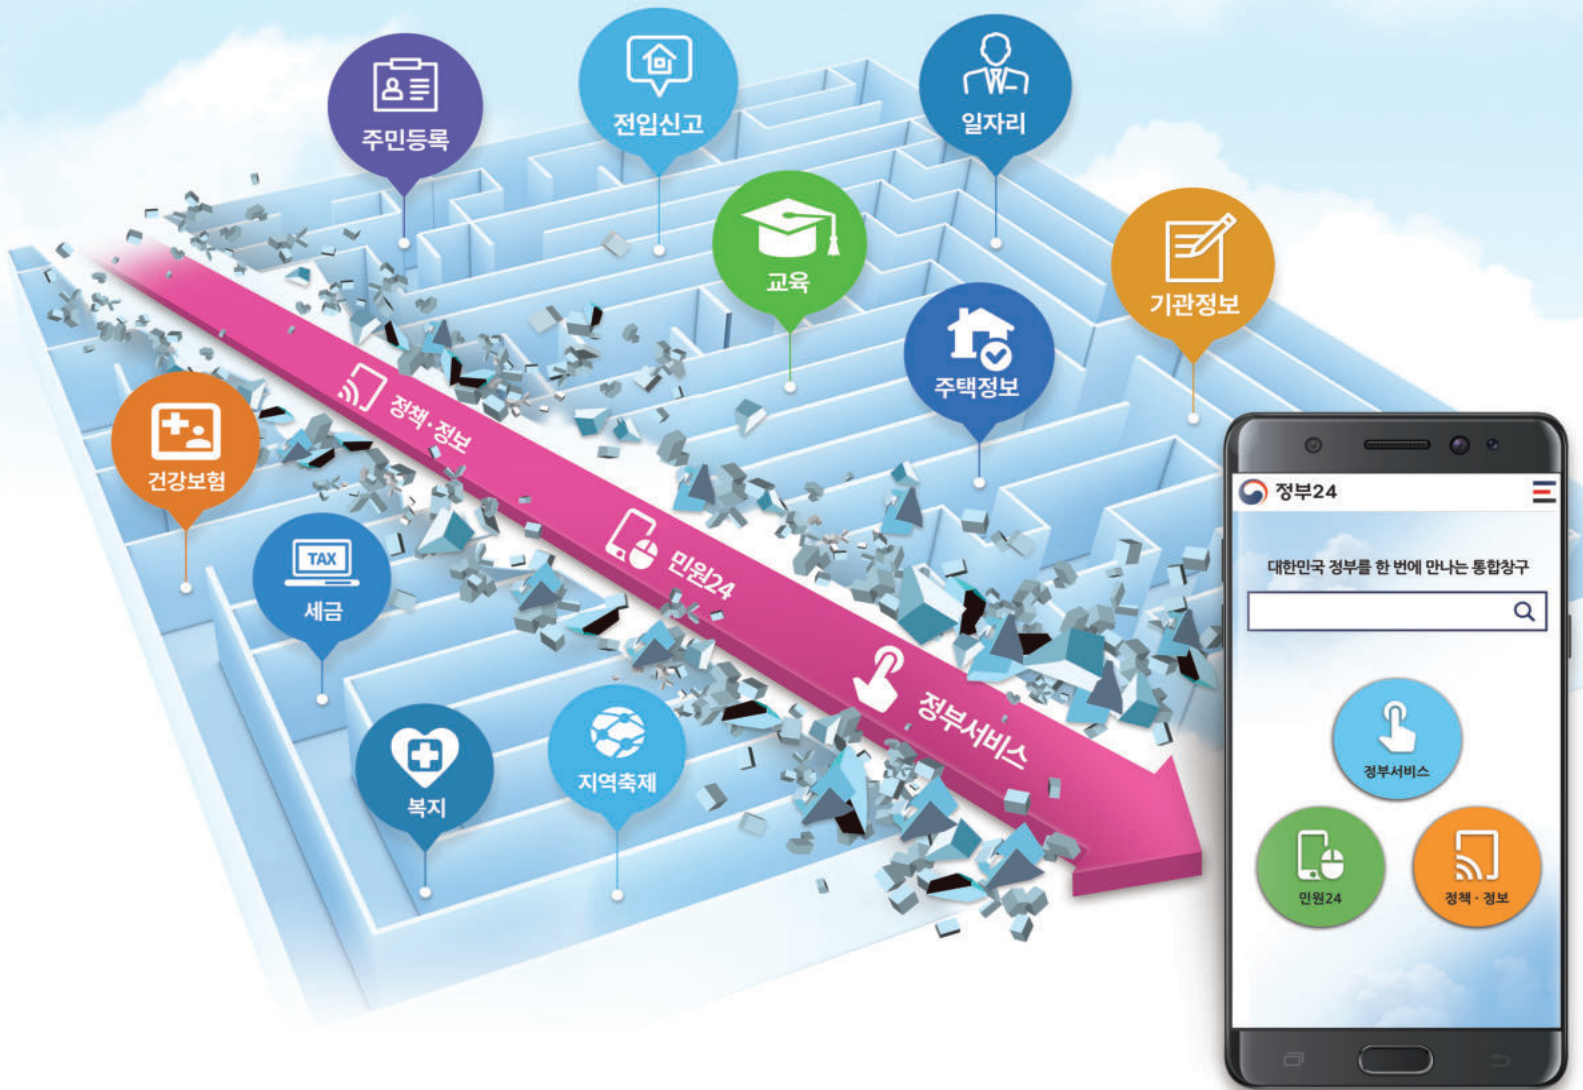 주민등록
전입신고
일자리
교육
기관정보
주택정보
건강보험
TAX
세금
복지
지역축제
정책·정보
민원24
정부서비스
정부24
대한민국 정부를 한 번에 만나는 통합창구
정부서비스
민원24
정책·정보